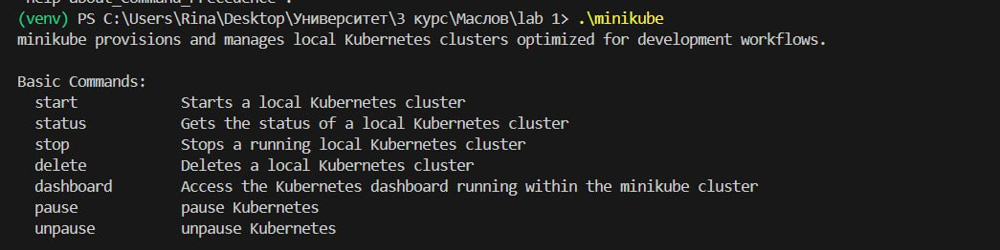 help about_Command_Precedence".
(venv) PS C:\Users\Rina\Desktop\Университет\3 курс\Маслов\lab 1> .\minikube
minikube provisions and manages local Kubernetes clusters optimized for development workflows.
Basic Commands:
start Starts a local Kubernetes cluster
status Gets the status of a local Kubernetes cluster
stop Stops a running local Kubernetes cluster
delete Deletes a local Kubernetes cluster
dashboard Access the Kubernetes dashboard running within the minikube cluster
pause pause Kubernetes
unpause unpause Kubernetes